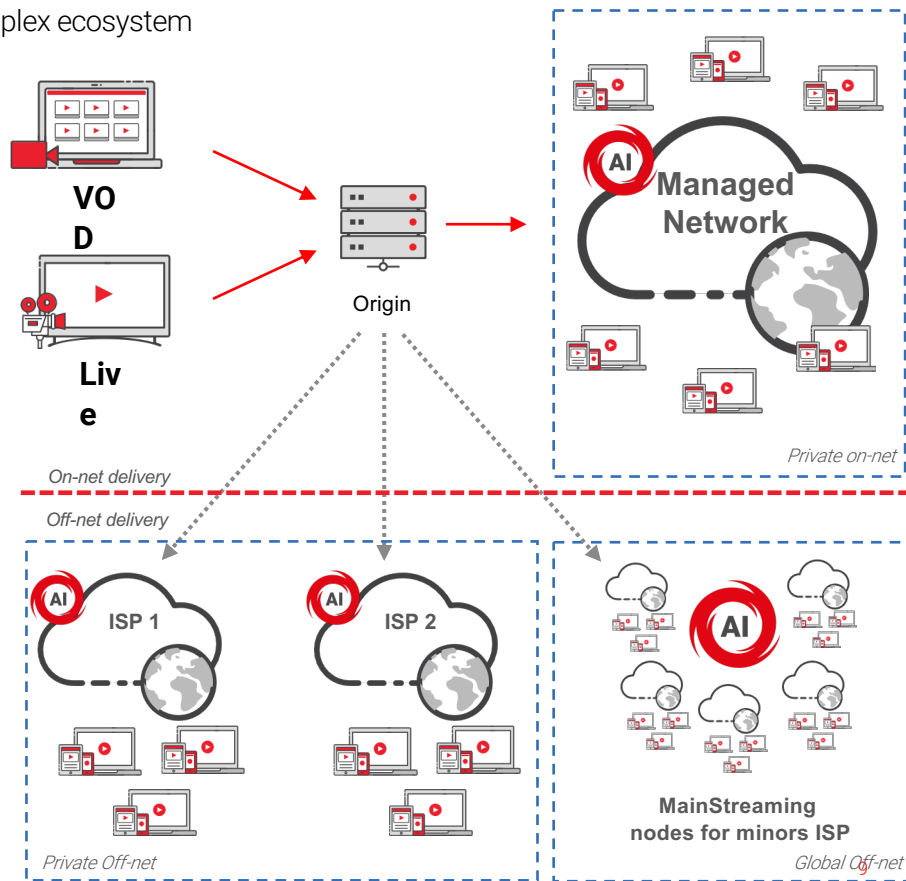 plex ecosystem
VO
D
Liv
e
Origin
AI
Managed
Network
Private on-net
On-net delivery
Off-net delivery
AI
ISP 1
AI
ISP 2
AI
MainStreaming
nodes for minors ISP
Private Off-net
Global Off-net
9